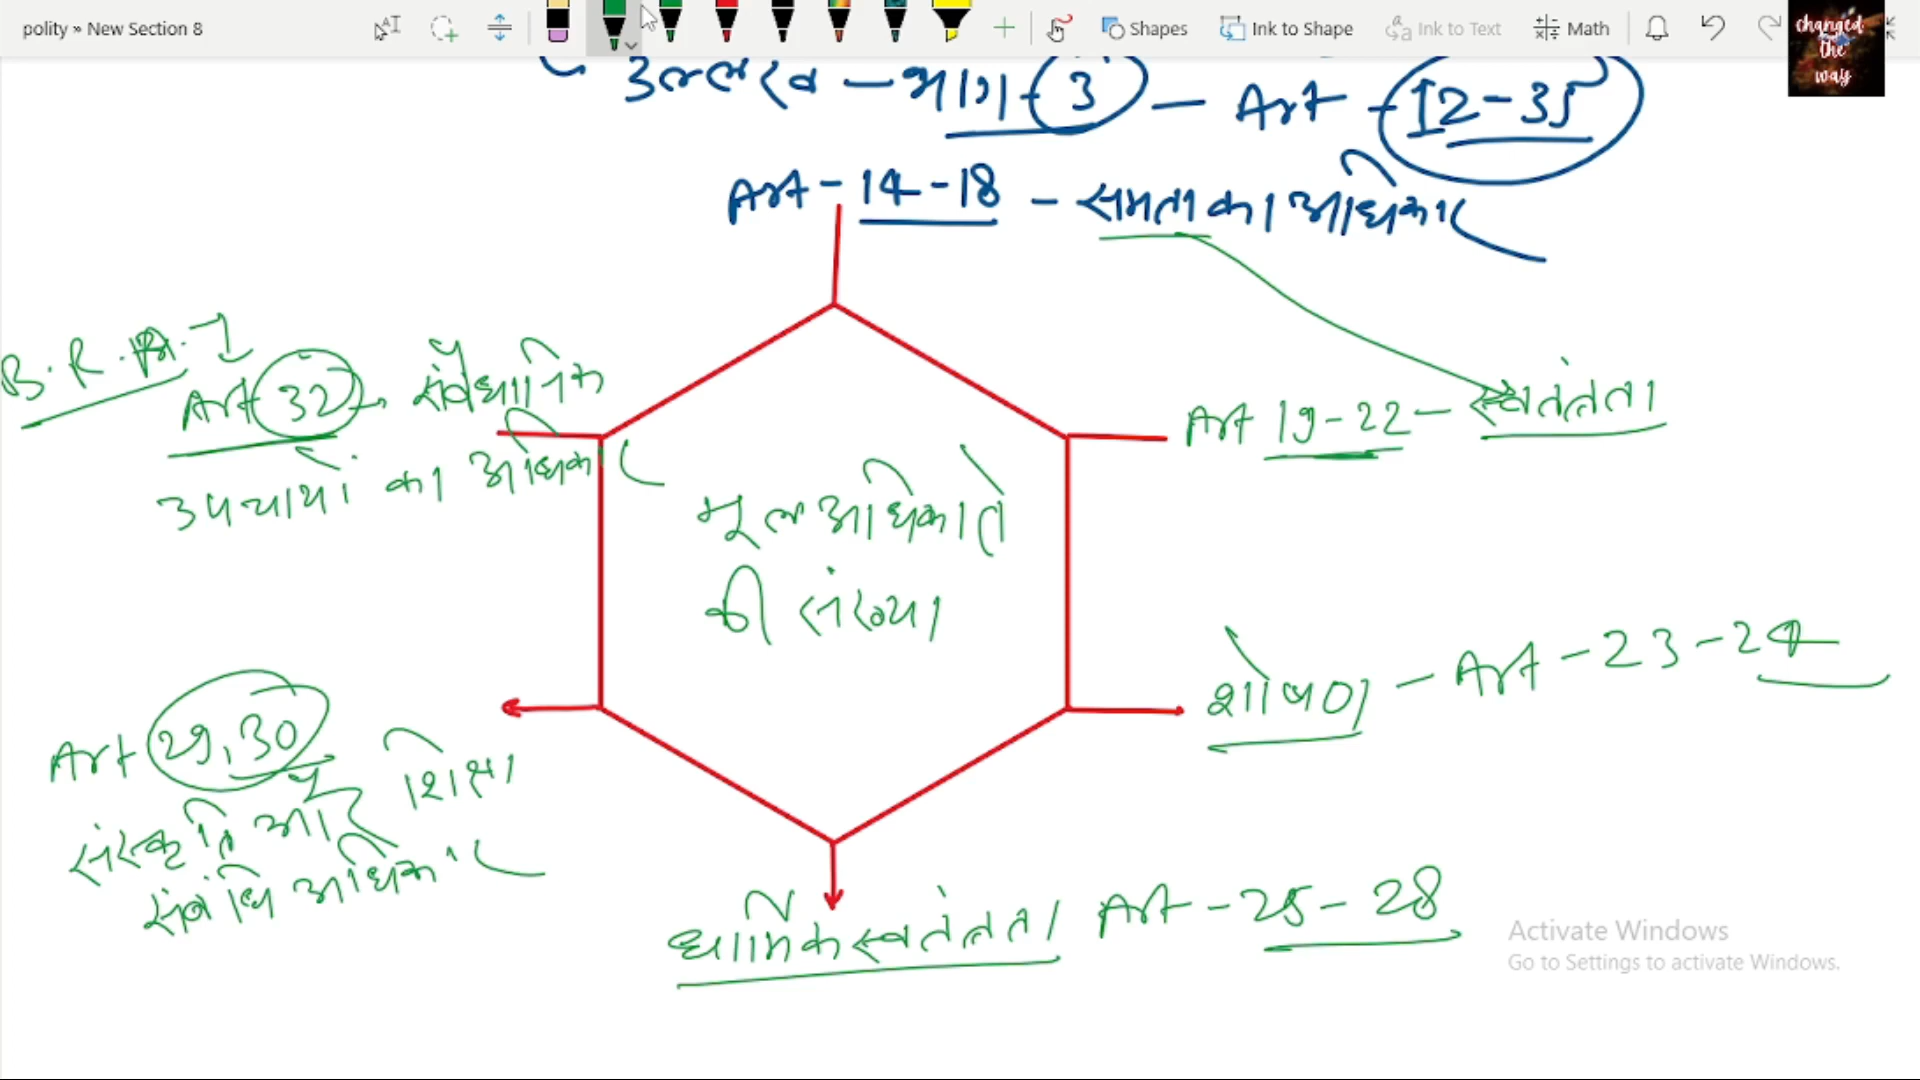 polity » New Section 8
Shapes
Ink to Shape
Ink to Text
Math
changed
the
way
उल्लेख – भाग - 3 – Art - 12-35
Art - 14-18 - समता का अधिकार
B. R. A. -
Art 32 - संवैधानिक
उपचारों का अधिकार
Art 19-22 - स्वतंत्रता
मूल अधिकारों
की संख्या
शोषण - Art - 23-24
Art 29,30
संस्कृति और शिक्षा
संबंधि अधिकार
धार्मिक स्वतंत्रता Art - 25-28
Activate Windows
Go to Settings to activate Windows.